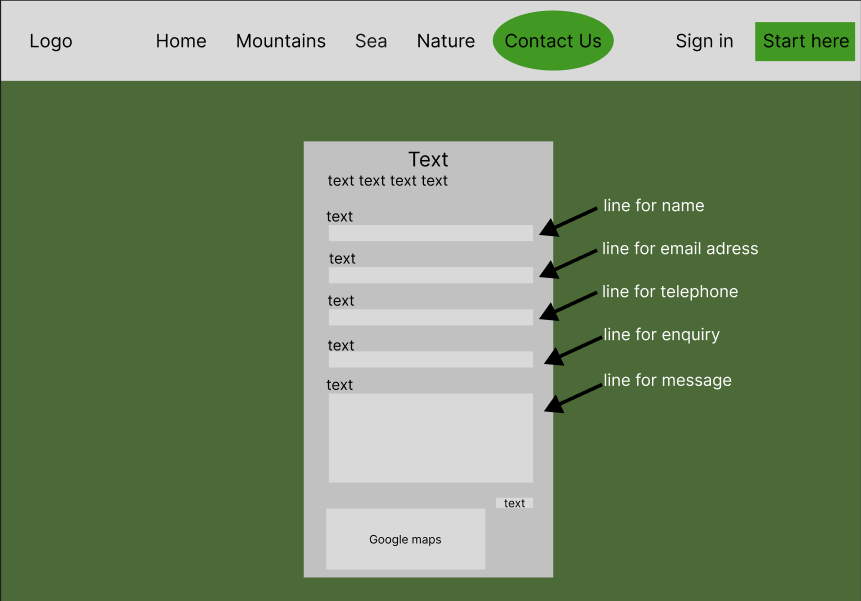 Logo Home Mountains Sea Nature Contact Us Sign in Start here
Text
text text text text
text
line for name
text
line for email adress
text
line for telephone
text
line for enquiry
text
line for message
text
Google maps